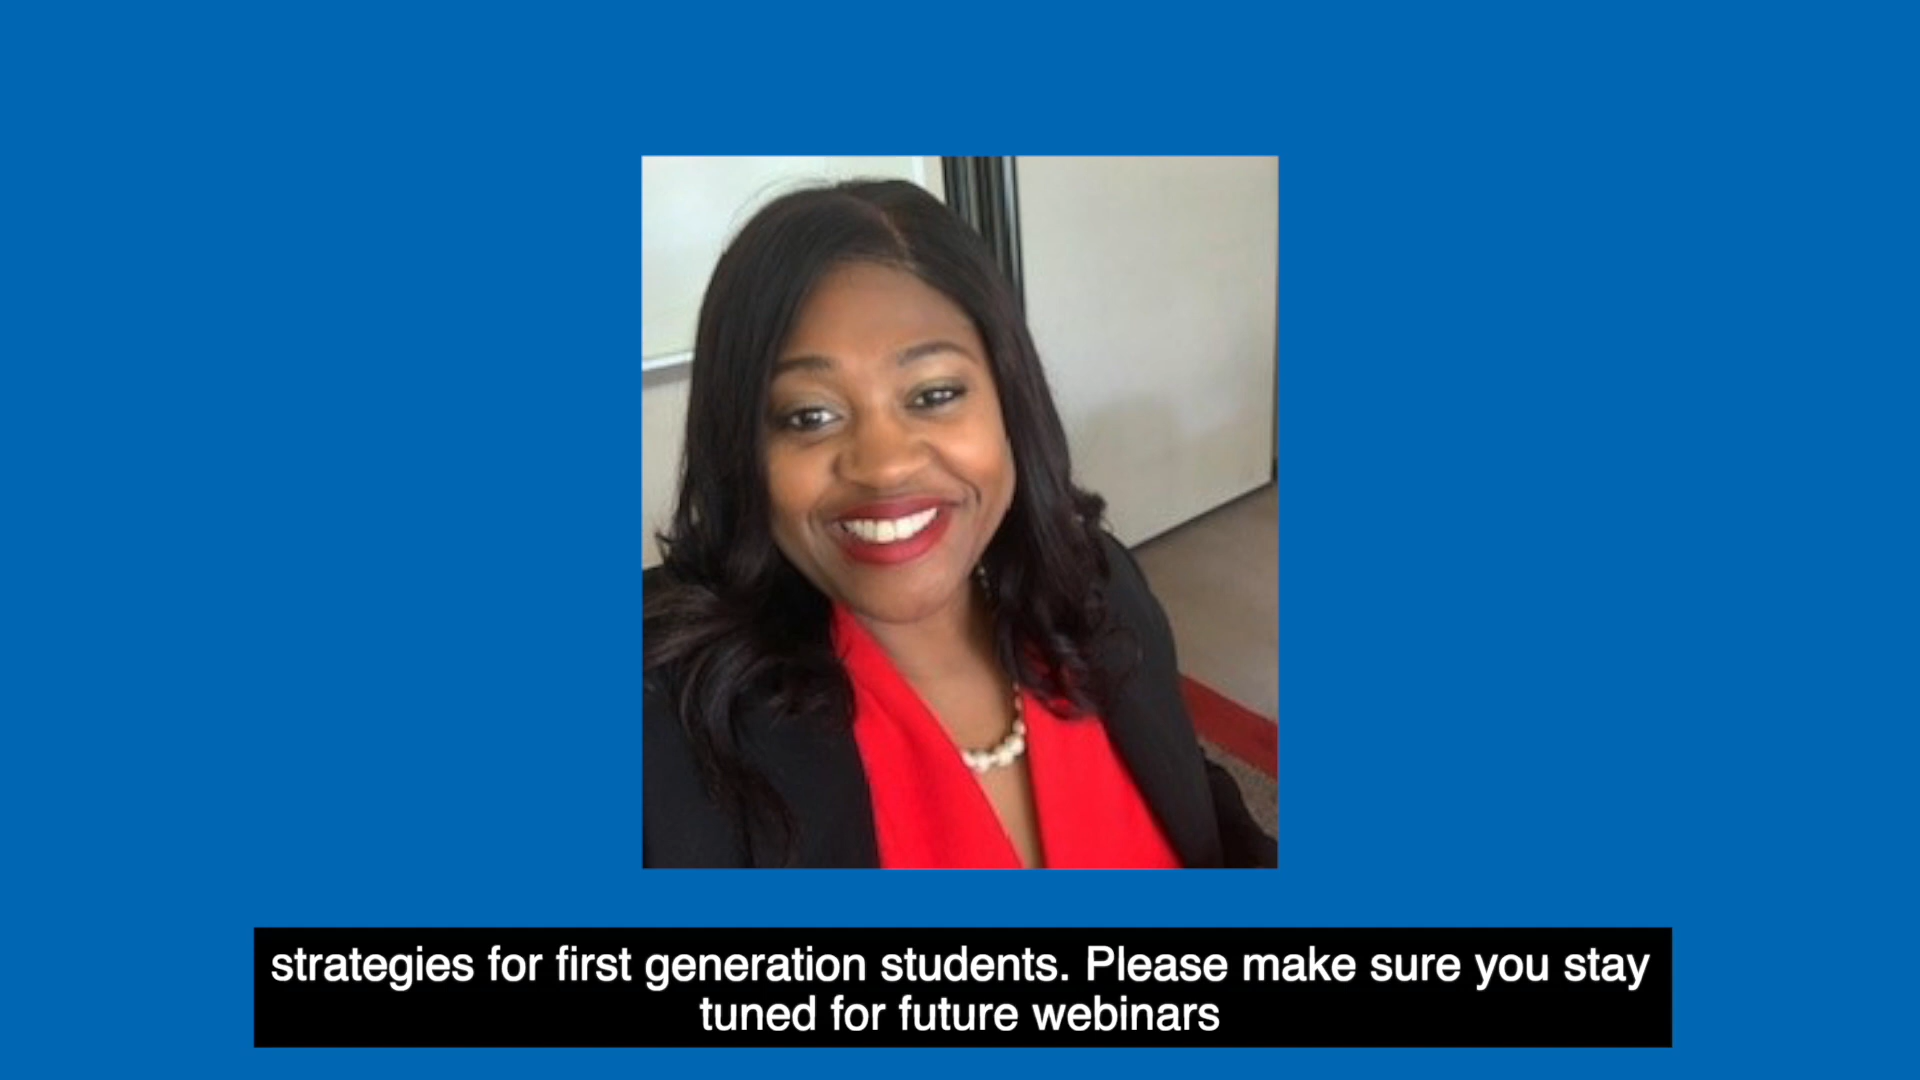 strategies for first generation students. Please make sure you stay
tuned for future webinars